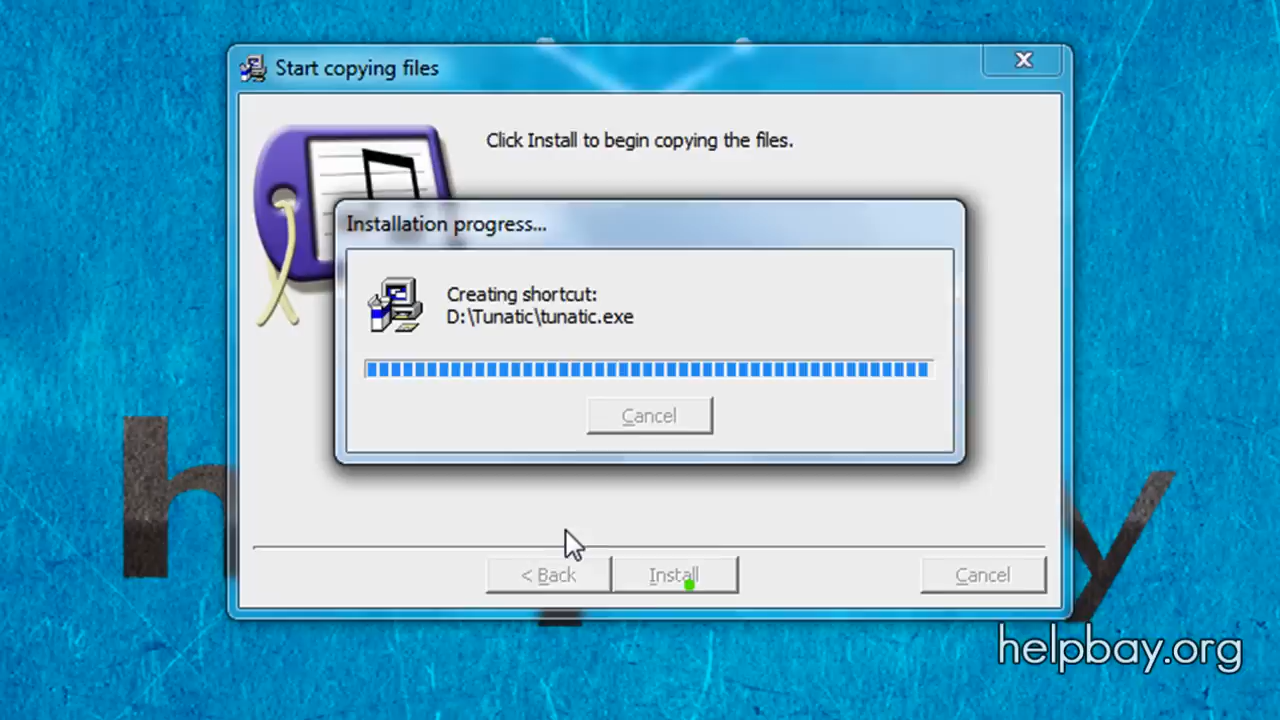 Start copying files
Click Install to begin copying the files.
Installation progress...
Creating shortcut:
D:\Tunatic\tunatic.exe
Cancel
< Back
Install
Cancel
helpbay.org